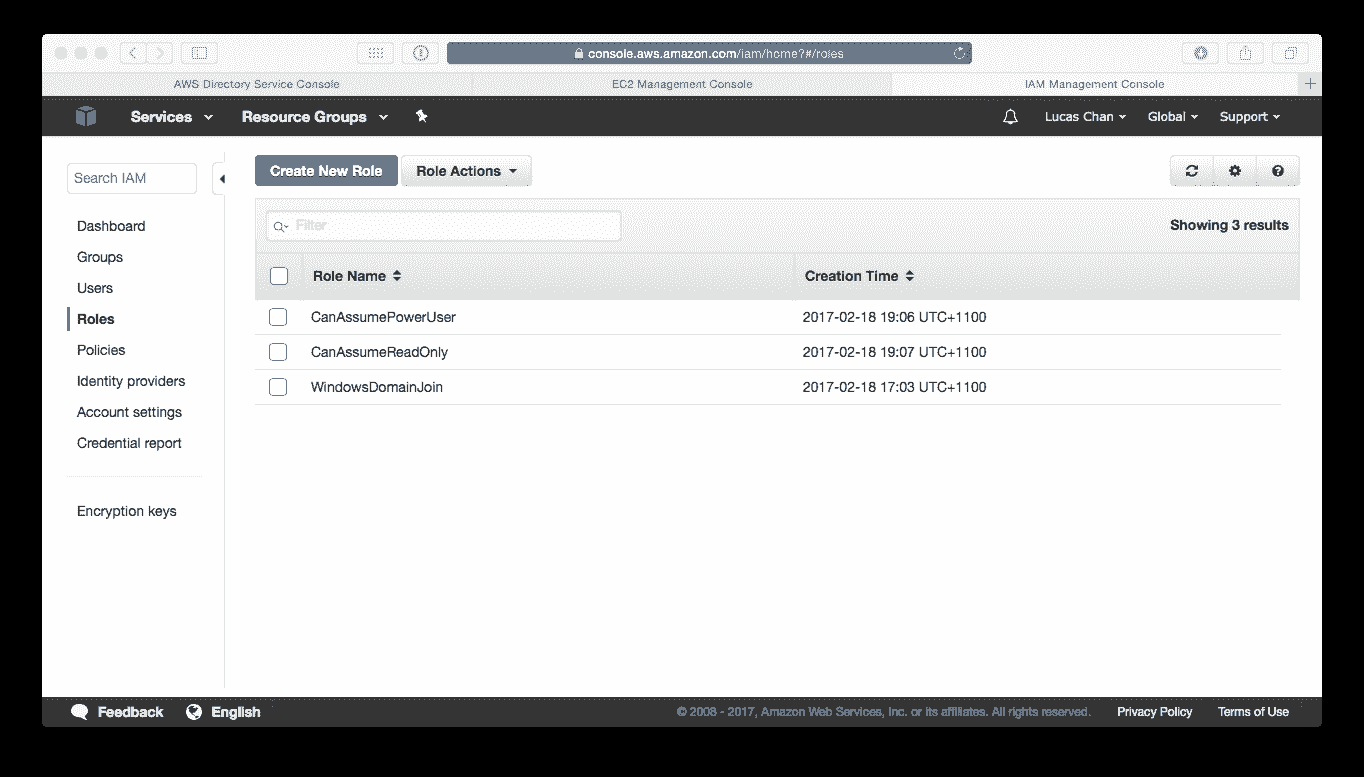 console.aws.amazon.com/iam/home?#/roles
AWS Directory Service Console EC2 Management Console IAM Management Console
Services Resource Groups Lucas Chan Global Support
Search IAM
Create New Role Role Actions
Filter Showing 3 results
Dashboard
Groups
Users
Roles
Policies
Identity providers
Account settings
Credential report
Encryption keys
Role Name Creation Time
CanAssumePowerUser 2017-02-18 19:06 UTC+1100
CanAssumeReadOnly 2017-02-18 19:07 UTC+1100
WindowsDomainJoin 2017-02-18 17:03 UTC+1100
Feedback English © 2008 - 2017, Amazon Web Services, Inc. or its affiliates. All rights reserved. Privacy Policy Terms of Use